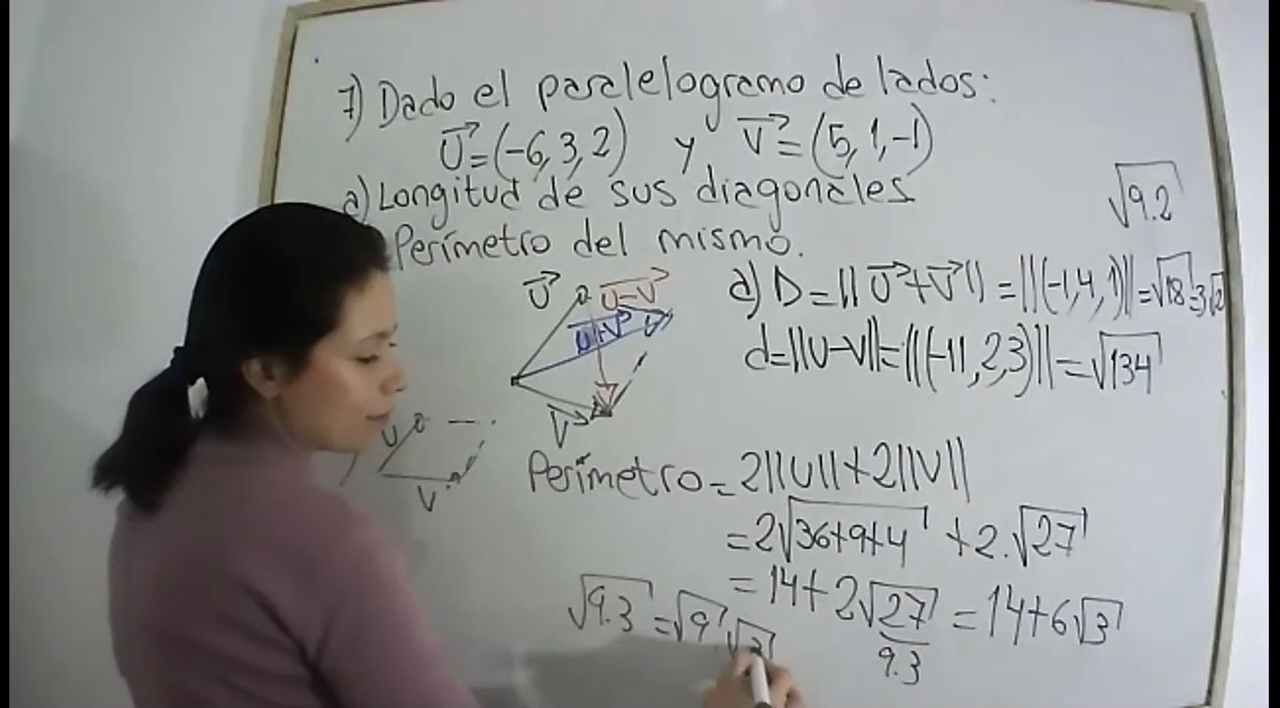 7) Dado el paralelogramo de lados:
U⃗=(-6,3,2) y V⃗=(5,1,-1)
a) Longitud de sus diagonales
Perímetro del mismo.
√9.2
U⃗ U-V
U+V
V⃗
U
V
a) D=||U⃗+V⃗||=||(-1,4,1)||=√18=3√2
d=||U-V||=||(-11,2,3)||=√134
Perímetro=2||U||+2||V||
=2√36+9+4 +2.√27
=14+2√27=14+6√3
9.3
√9.3=√9√3